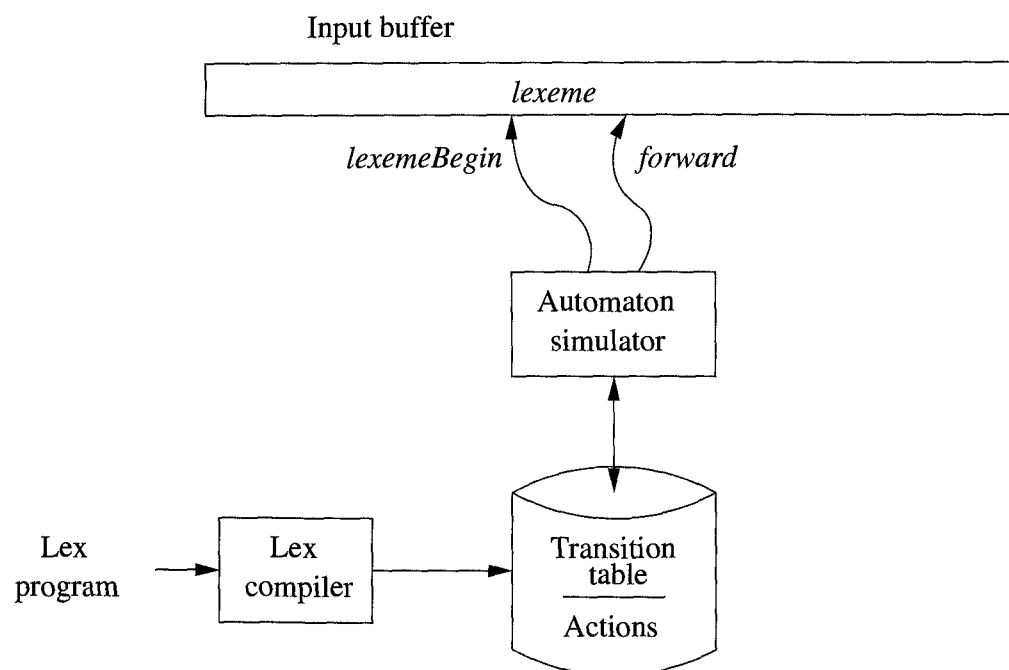 Input buffer
lexeme
lexemeBegin
forward
Automaton
simulator
Lex
program
Lex
compiler
Transition
table
Actions